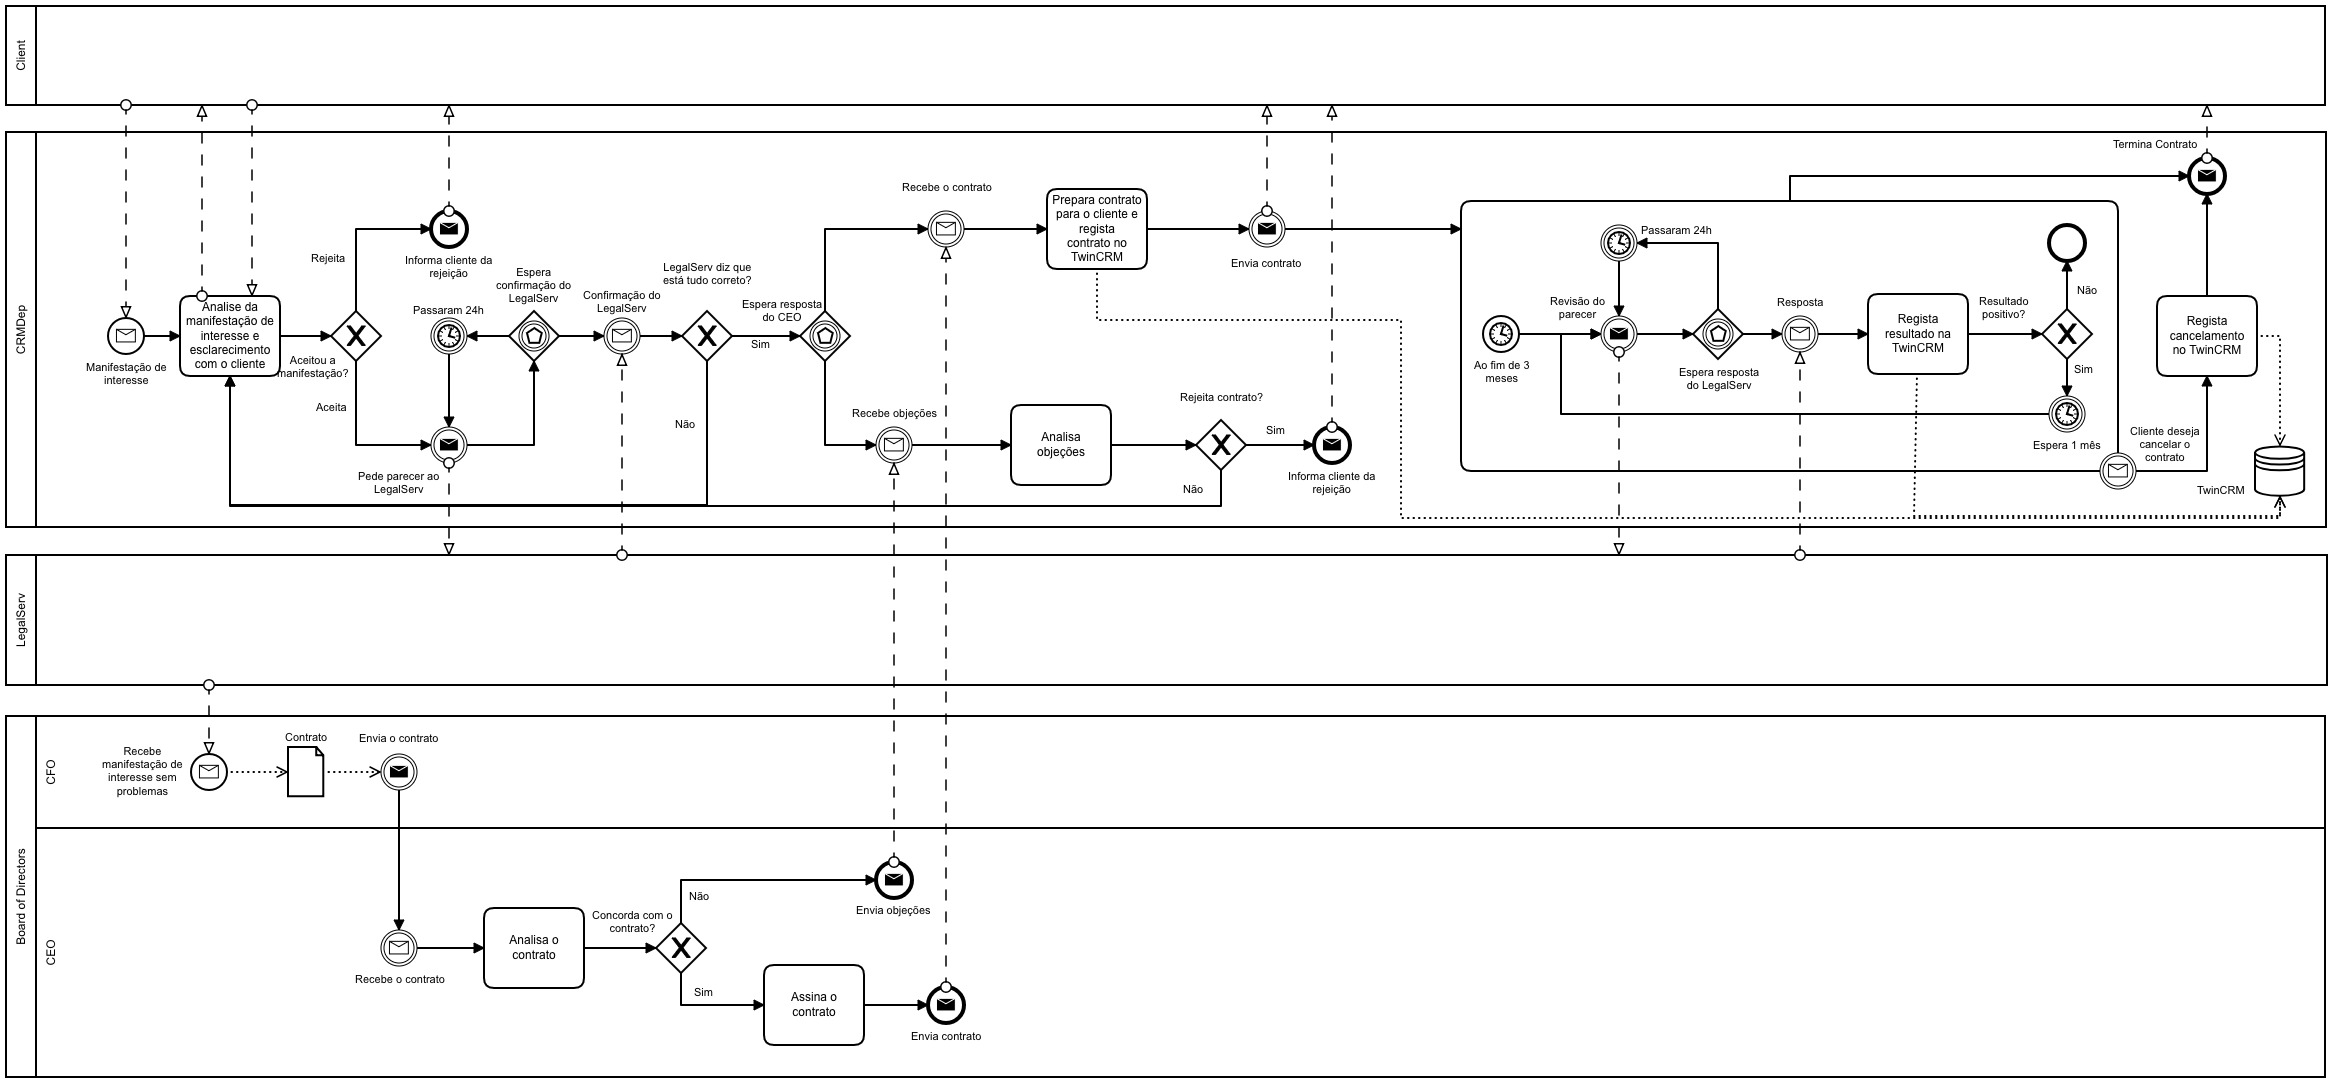 Client
CRMDep
Manifestação de
interesse
Analise da
manifestação de
interesse e
esclarecimento
com o cliente
Aceitou a
manifestação?
Rejeita
Aceita
Informa cliente da
rejeição
Passaram 24h
Pede parecer ao
LegalServ
Espera
confirmação do
LegalServ
Confirmação do
LegalServ
LegalServ diz que
está tudo correto?
Não
Sim
Espera resposta
do CEO
Recebe o contrato
Recebe objeções
Prepara contrato
para o cliente e
regista
contrato no
TwinCRM
Analisa
objeções
Rejeita contrato?
Não
Sim
Envia contrato
Informa cliente da
rejeição
Ao fim de 3
meses
Revisão do
parecer
Passaram 24h
Espera resposta
do LegalServ
Resposta
Regista
resultado na
TwinCRM
Resultado
positivo?
Não
Sim
Espera 1 mês
Cliente deseja
cancelar o
contrato
Regista
cancelamento
no TwinCRM
Termina Contrato
TwinCRM
LegalServ
Board of Directors
CFO
Recebe
manifestação de
interesse sem
problemas
Contrato
Envia o contrato
CEO
Recebe o contrato
Analisa o
contrato
Concorda com o
contrato?
Não
Sim
Envia objeções
Assina o
contrato
Envia contrato